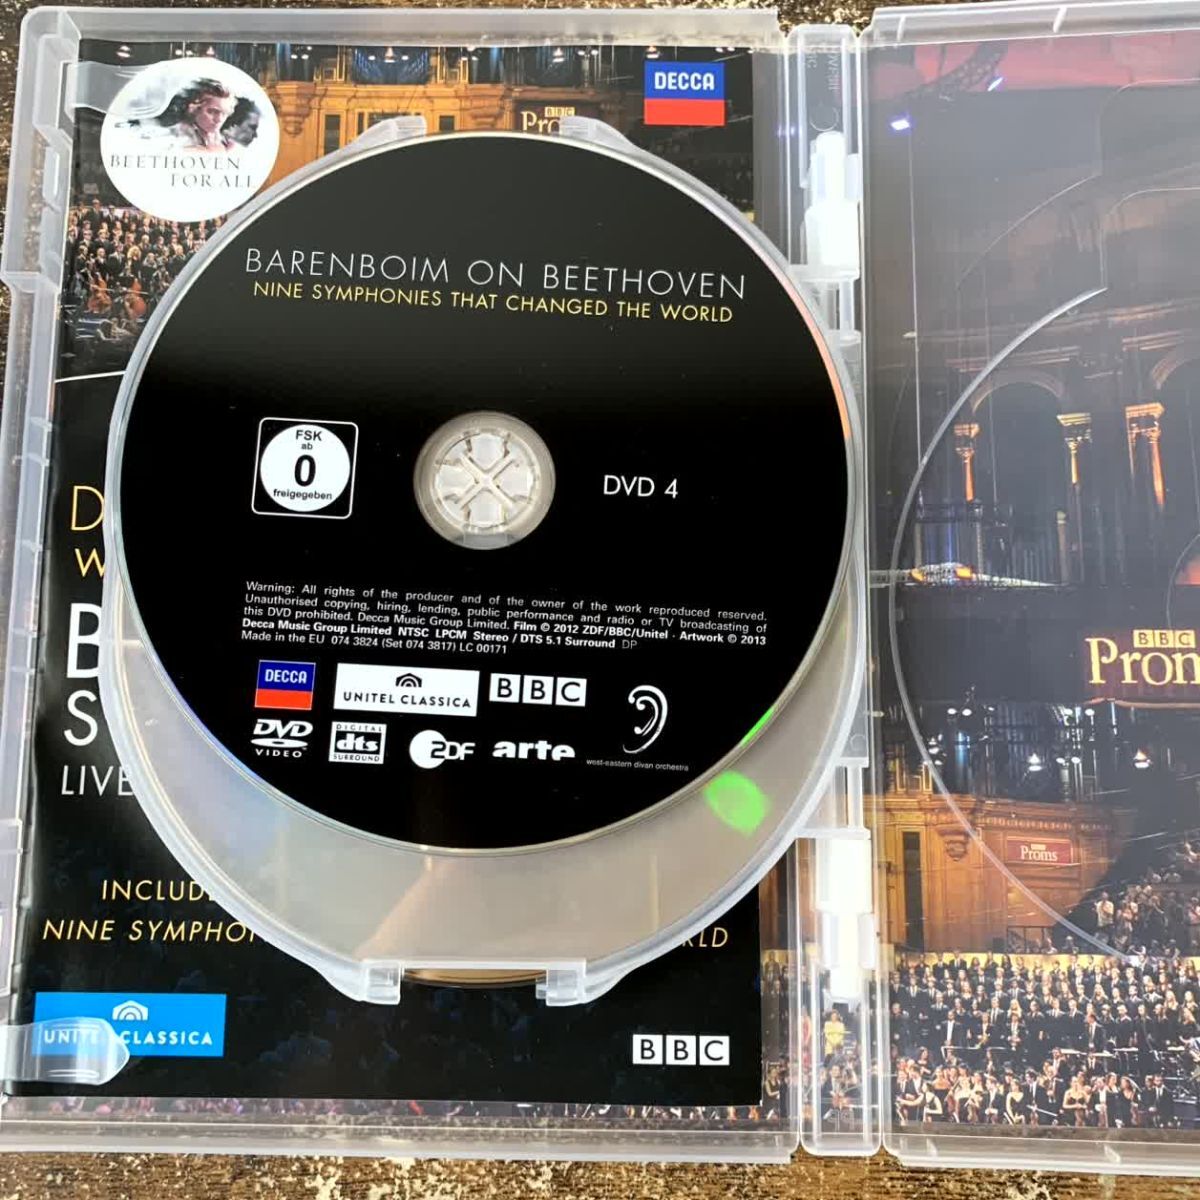 BEETHOVEN
FOR ALL
DECCA
BBC
BARENBOIM ON BEETHOVEN
NINE SYMPHONIES THAT CHANGED THE WORLD
FSK
ab
0
freigegeben
DVD 4
Warning: All rights of the producer and of the owner of the work reproduced reserved.
Unauthorised copying, hiring, lending, public performance and radio or TV broadcasting of
this DVD prohibited. Decca Music Group Limited. Film © 2012 ZDF/BBC/Unitel · Artwork © 2013
Decca Music Group Limited NTSC LPCM Stereo / DTS 5.1 Surround DP
Made in the EU 074 3824 (Set 074 3817) LC 00171
DECCA
UNITEL CLASSICA
BBC
DVD
VIDEO
DIGITAL
dts
SURROUND
ZDF
arte
west-eastern divan orchestra
D
W
B
S
LIVE
INCLUD
NINE SYMPHO
RLD
UNITEL CLASSICA
BBC
BBC
Prom
Proms